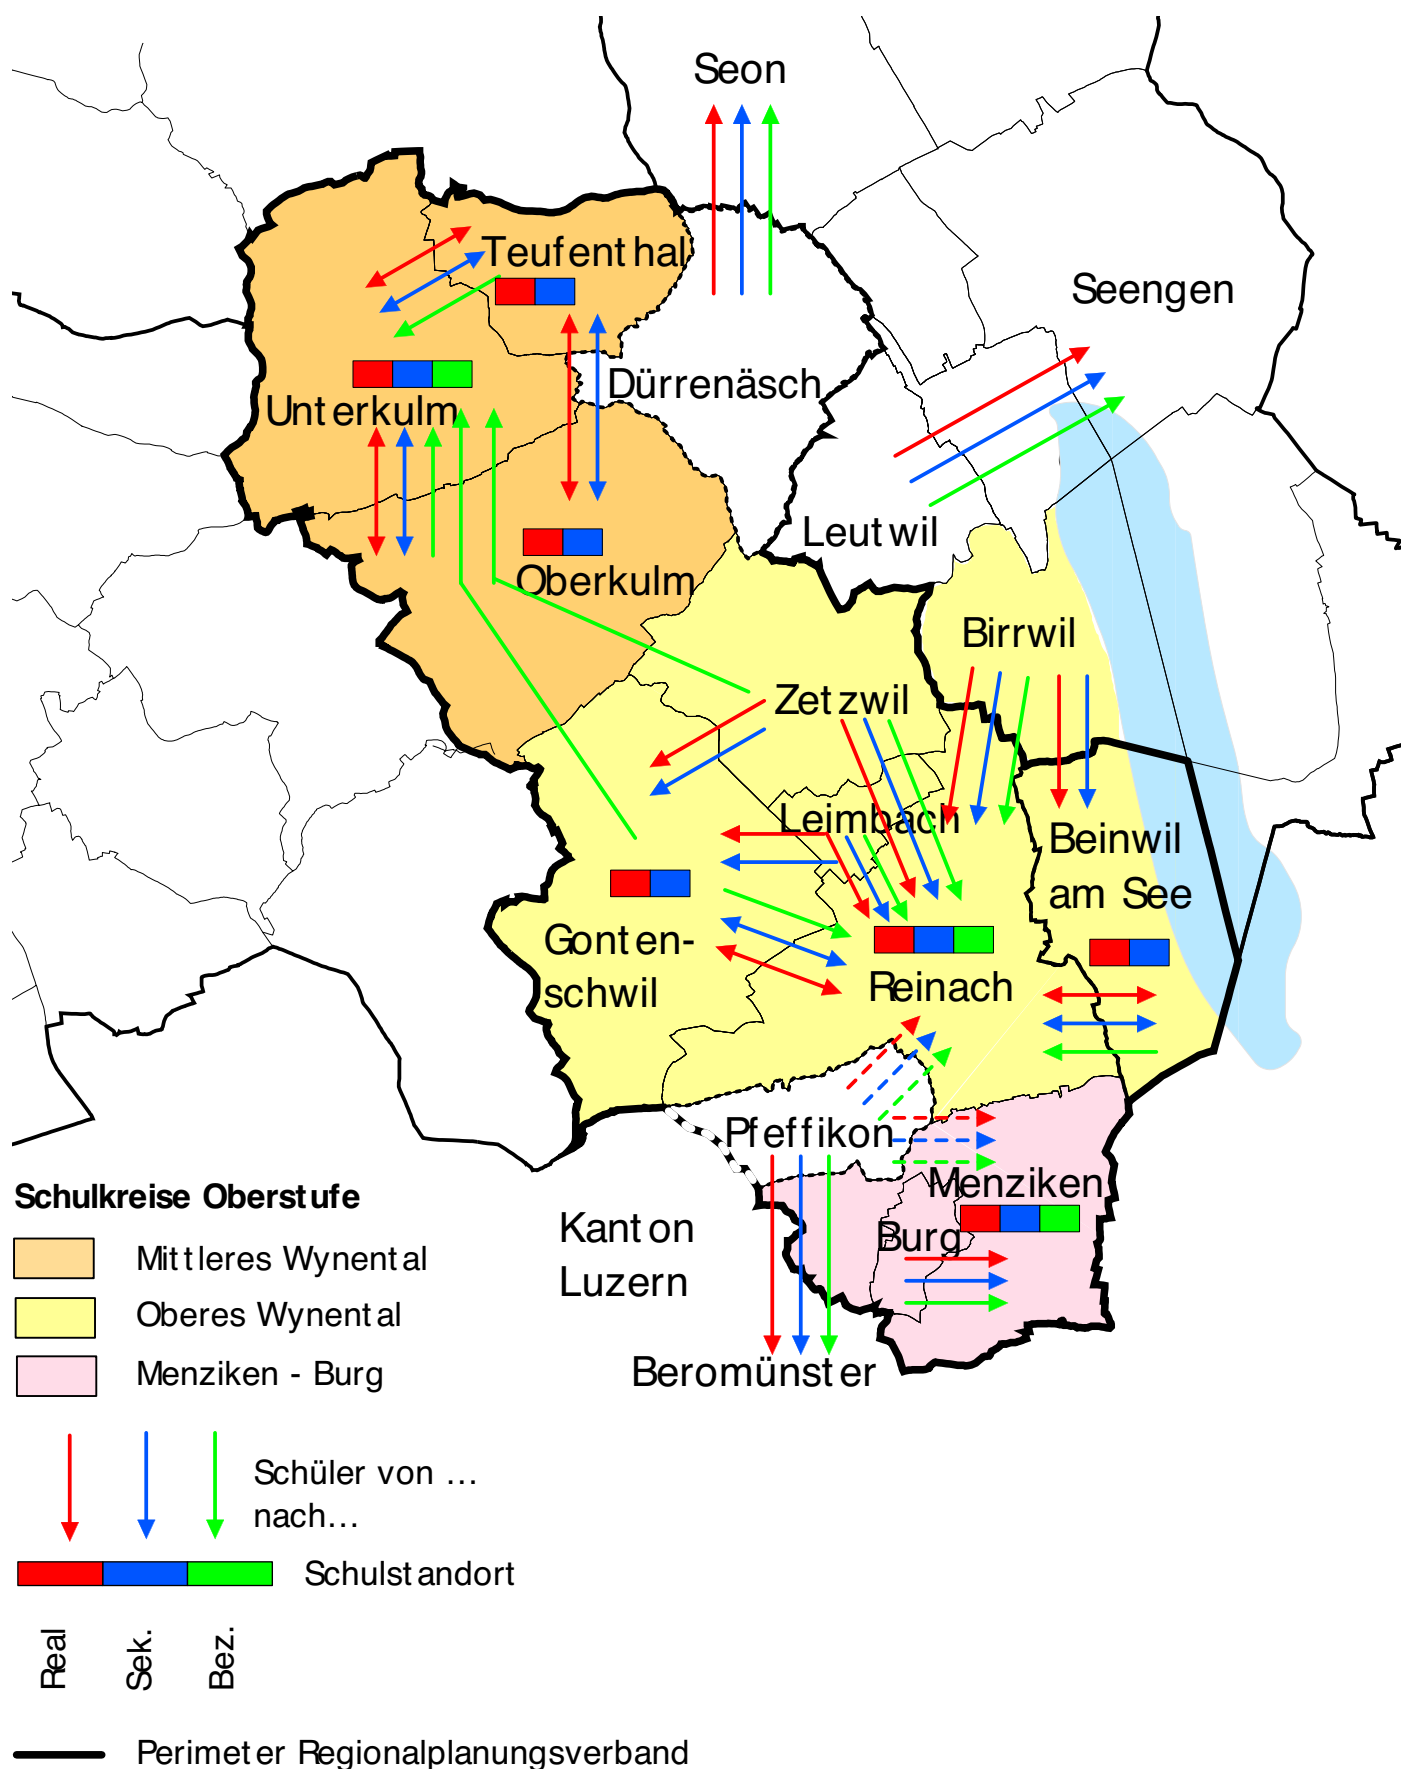 Seon
Teufenthal
Seengen
Dürrenäsch
Unterkulm
Leutwil
Oberkulm
Birrwil
Zetzwil
Leimbach
Beinwil
am See
Gonten-
schwil
Reinach
Pfeffikon
Menziken
Burg
Kanton
Luzern
Beromünster
Schulkreise Oberstufe
Mittleres Wynental
Oberes Wynental
Menziken - Burg
Schüler von ...
nach...
Schulstandort
Real
Sek.
Bez.
Perimeter Regionalplanungsverband